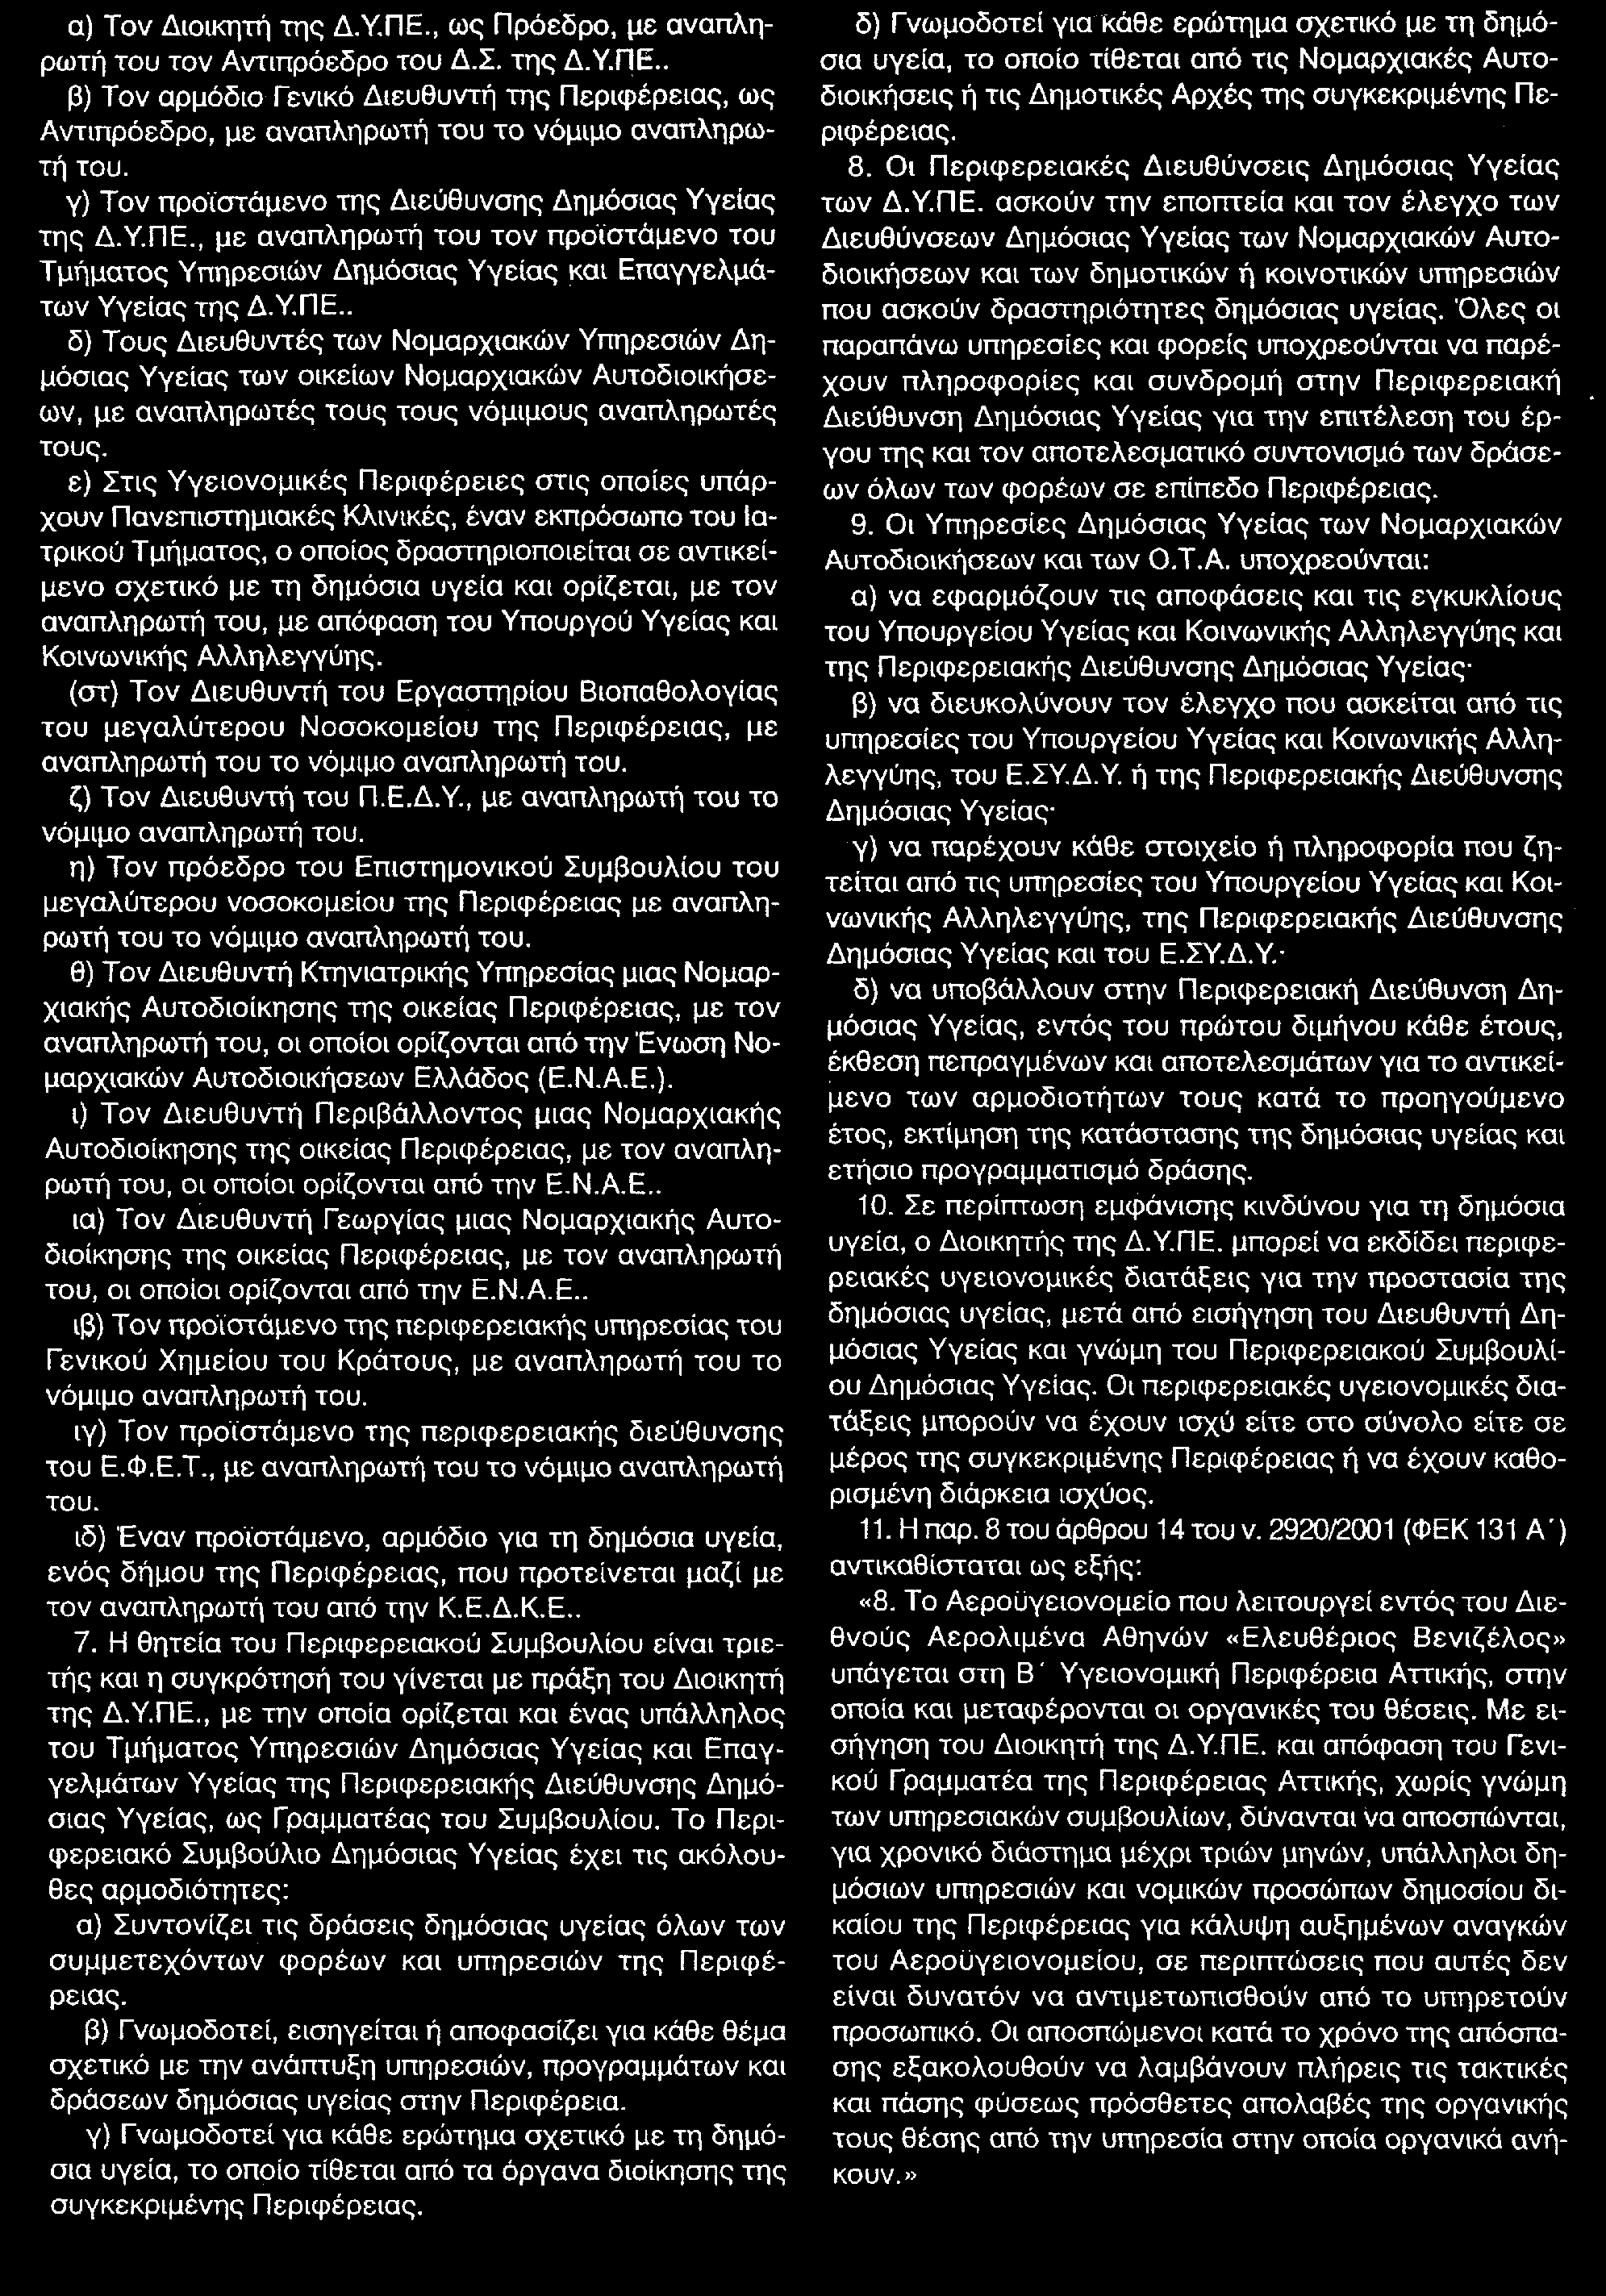 α) Τον Διοικητή της Δ.Υ.ΠΕ., ως Πρόεδρο, με αναπλη-
ρωτή του τον Αντιπρόεδρο του Δ.Σ. της Δ.Υ.ΠΕ..
β) Τον αρμόδιο Γενικό Διευθυντή της Περιφέρειας, ως
Αντιπρόεδρο, με αναπληρωτή του το νόμιμο αναπληρω-
τή του.
γ) Τον προϊστάμενο της Διεύθυνσης Δημόσιας Υγείας
της Δ.Υ.ΠΕ., με αναπληρωτή του τον προϊστάμενο του
Τμήματος Υπηρεσιών Δημόσιας Υγείας και Επαγγελμά-
των Υγείας της Δ.Υ.ΠΕ..
δ) Τους Διευθυντές των Νομαρχιακών Υπηρεσιών Δη-
μόσιας Υγείας των οικείων Νομαρχιακών Αυτοδιοικήσε-
ων, με αναπληρωτές τους τους νόμιμους αναπληρωτές
τους.
ε) Στις Υγειονομικές Περιφέρειες στις οποίες υπάρ-
χουν Πανεπιστημιακές Κλινικές, έναν εκπρόσωπο του Ια-
τρικού Τμήματος, ο οποίος δραστηριοποιείται σε αντικεί-
μενο σχετικό με τη δημόσια υγεία και ορίζεται, με τον
αναπληρωτή του, με απόφαση του Υπουργού Υγείας και
Κοινωνικής Αλληλεγγύης.
(στ) Τον Διευθυντή του Εργαστηρίου Βιοπαθολογίας
του μεγαλύτερου Νοσοκομείου της Περιφέρειας, με
αναπληρωτή του το νόμιμο αναπληρωτή του.
ζ) Τον Διευθυντή του Π.Ε.Δ.Υ., με αναπληρωτή του το
νόμιμο αναπληρωτή του.
η) Τον πρόεδρο του Επιστημονικού Συμβουλίου του
μεγαλύτερου νοσοκομείου της Περιφέρειας με αναπλη-
ρωτή του το νόμιμο αναπληρωτή του.
θ) Τον Διευθυντή Κτηνιατρικής Υπηρεσίας μιας Νομαρ-
χιακής Αυτοδιοίκησης της οικείας Περιφέρειας, με τον
αναπληρωτή του, οι οποίοι ορίζονται από την Ένωση Νο-
μαρχιακών Αυτοδιοικήσεων Ελλάδος (Ε.Ν.Α.Ε.).
ι) Τον Διευθυντή Περιβάλλοντος μιας Νομαρχιακής
Αυτοδιοίκησης της οικείας Περιφέρειας, με τον αναπλη-
ρωτή του, οι οποίοι ορίζονται από την Ε.Ν.Α.Ε..
ια) Τον Διευθυντή Γεωργίας μιας Νομαρχιακής Αυτο-
διοίκησης της οικείας Περιφέρειας, με τον αναπληρωτή
του, οι οποίοι ορίζονται από την Ε.Ν.Α.Ε..
ιβ) Τον προϊστάμενο της περιφερειακής υπηρεσίας του
Γενικού Χημείου του Κράτους, με αναπληρωτή του το
νόμιμο αναπληρωτή του.
ιγ) Τον προϊστάμενο της περιφερειακής διεύθυνσης
του Ε.Φ.Ε.Τ., με αναπληρωτή του το νόμιμο αναπληρωτή
του.
ιδ) Έναν προϊστάμενο, αρμόδιο για τη δημόσια υγεία,
ενός δήμου της Περιφέρειας, που προτείνεται μαζί με
τον αναπληρωτή του από την Κ.Ε.Δ.Κ.Ε..
7. Η θητεία του Περιφερειακού Συμβουλίου είναι τριε-
τής και η συγκρότησή του γίνεται με πράξη του Διοικητή
της Δ.Υ.ΠΕ., με την οποία ορίζεται και ένας υπάλληλος
του Τμήματος Υπηρεσιών Δημόσιας Υγείας και Επαγ-
γελμάτων Υγείας της Περιφερειακής Διεύθυνσης Δημό-
σιας Υγείας, ως Γραμματέας του Συμβουλίου. Το Περι-
φερειακό Συμβούλιο Δημόσιας Υγείας έχει τις ακόλου-
θες αρμοδιότητες:
α) Συντονίζει τις δράσεις δημόσιας υγείας όλων των
συμμετεχόντων φορέων και υπηρεσιών της Περιφέ-
ρειας.
β) Γνωμοδοτεί, εισηγείται ή αποφασίζει για κάθε θέμα
σχετικό με την ανάπτυξη υπηρεσιών, προγραμμάτων και
δράσεων δημόσιας υγείας στην Περιφέρεια.
γ) Γνωμοδοτεί για κάθε ερώτημα σχετικό με τη δημό-
σια υγεία, το οποίο τίθεται από τα όργανα διοίκησης της
συγκεκριμένης Περιφέρειας.
δ) Γνωμοδοτεί για κάθε ερώτημα σχετικό με τη δημό-
σια υγεία, το οποίο τίθεται από τις Νομαρχιακές Αυτο-
διοικήσεις ή τις Δημοτικές Αρχές της συγκεκριμένης Πε-
ριφέρειας.
8. Οι Περιφερειακές Διευθύνσεις Δημόσιας Υγείας
των Δ.Υ.ΠΕ. ασκούν την εποπτεία και τον έλεγχο των
Διευθύνσεων Δημόσιας Υγείας των Νομαρχιακών Αυτο-
διοικήσεων και των δημοτικών ή κοινοτικών υπηρεσιών
που ασκούν δραστηριότητες δημόσιας υγείας. Όλες οι
παραπάνω υπηρεσίες και φορείς υποχρεούνται να παρέ-
χουν πληροφορίες και συνδρομή στην Περιφερειακή
Διεύθυνση Δημόσιας Υγείας για την επιτέλεση του έρ-
γου της και τον αποτελεσματικό συντονισμό των δράσε-
ων όλων των φορέων σε επίπεδο Περιφέρειας.
9. Οι Υπηρεσίες Δημόσιας Υγείας των Νομαρχιακών
Αυτοδιοικήσεων και των Ο.Τ.Α. υποχρεούνται:
α) να εφαρμόζουν τις αποφάσεις και τις εγκυκλίους
του Υπουργείου Υγείας και Κοινωνικής Αλληλεγγύης και
της Περιφερειακής Διεύθυνσης Δημόσιας Υγείας·
β) να διευκολύνουν τον έλεγχο που ασκείται από τις
υπηρεσίες του Υπουργείου Υγείας και Κοινωνικής Αλλη-
λεγγύης, του Ε.ΣΥ.Δ.Υ. ή της Περιφερειακής Διεύθυνσης
Δημόσιας Υγείας·
γ) να παρέχουν κάθε στοιχείο ή πληροφορία που ζη-
τείται από τις υπηρεσίες του Υπουργείου Υγείας και Κοι-
νωνικής Αλληλεγγύης, της Περιφερειακής Διεύθυνσης
Δημόσιας Υγείας και του Ε.ΣΥ.Δ.Υ.·
δ) να υποβάλλουν στην Περιφερειακή Διεύθυνση Δη-
μόσιας Υγείας, εντός του πρώτου διμήνου κάθε έτους,
έκθεση πεπραγμένων και αποτελεσμάτων για το αντικεί-
μενο των αρμοδιοτήτων τους κατά το προηγούμενο
έτος, εκτίμηση της κατάστασης της δημόσιας υγείας και
ετήσιο προγραμματισμό δράσης.
10. Σε περίπτωση εμφάνισης κινδύνου για τη δημόσια
υγεία, ο Διοικητής της Δ.Υ.ΠΕ. μπορεί να εκδίδει περιφε-
ρειακές υγειονομικές διατάξεις για την προστασία της
δημόσιας υγείας, μετά από εισήγηση του Διευθυντή Δη-
μόσιας Υγείας και γνώμη του Περιφερειακού Συμβουλί-
ου Δημόσιας Υγείας. Οι περιφερειακές υγειονομικές δια-
τάξεις μπορούν να έχουν ισχύ είτε στο σύνολο είτε σε
μέρος της συγκεκριμένης Περιφέρειας ή να έχουν καθο-
ρισμένη διάρκεια ισχύος.
11. Η παρ. 8 του άρθρου 14 του ν. 2920/2001 (ΦΕΚ 131 Α΄)
αντικαθίσταται ως εξής:
«8. Το Αεροϋγειονομείο που λειτουργεί εντός του Διε-
θνούς Αερολιμένα Αθηνών «Ελευθέριος Βενιζέλος»
υπάγεται στη Β΄ Υγειονομική Περιφέρεια Αττικής, στην
οποία και μεταφέρονται οι οργανικές του θέσεις. Με ει-
σήγηση του Διοικητή της Δ.Υ.ΠΕ. και απόφαση του Γενι-
κού Γραμματέα της Περιφέρειας Αττικής, χωρίς γνώμη
των υπηρεσιακών συμβουλίων, δύνανται να αποσπώνται,
για χρονικό διάστημα μέχρι τριών μηνών, υπάλληλοι δη-
μόσιων υπηρεσιών και νομικών προσώπων δημοσίου δι-
καίου της Περιφέρειας για κάλυψη αυξημένων αναγκών
του Αεροϋγειονομείου, σε περιπτώσεις που αυτές δεν
είναι δυνατόν να αντιμετωπισθούν από το υπηρετούν
προσωπικό. Οι αποσπώμενοι κατά το χρόνο της απόσπα-
σης εξακολουθούν να λαμβάνουν πλήρεις τις τακτικές
και πάσης φύσεως πρόσθετες απολαβές της οργανικής
τους θέσης από την υπηρεσία στην οποία οργανικά ανή-
κουν.»